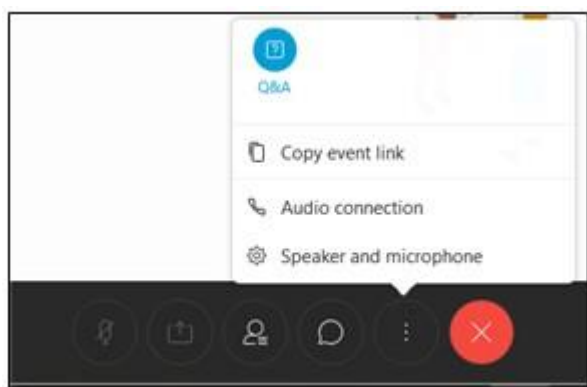 Q&A
Copy event link
Audio connection
Speaker and microphone